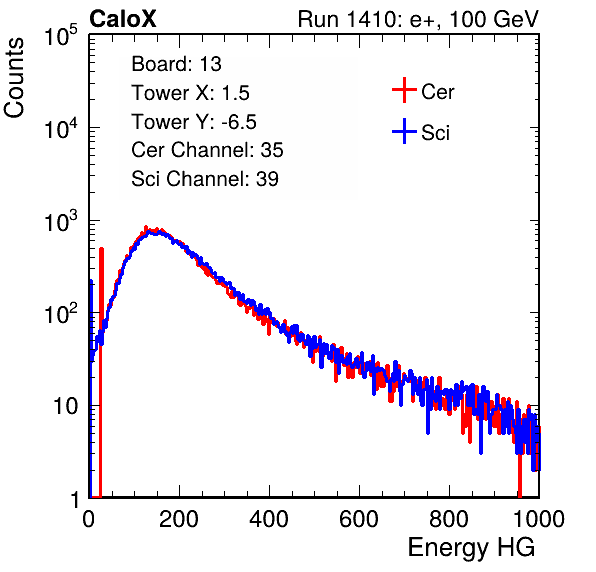 CaloX Run 1410: e+, 100 GeV
Counts
Board: 13
Tower X: 1.5
Tower Y: -6.5
Cer Channel: 35
Sci Channel: 39
Cer
Sci
10^5
10^4
10^3
10^2
10
1
0 200 400 600 800 1000
Energy HG